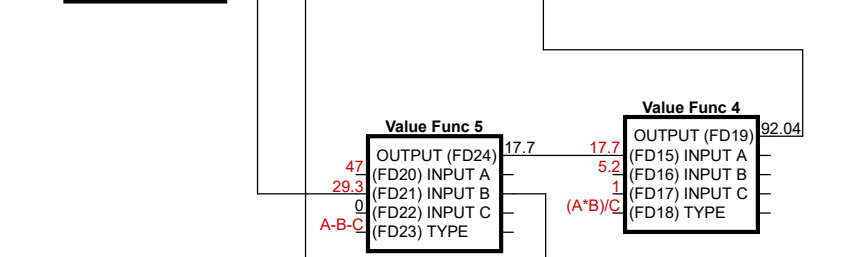 Value Func 4
OUTPUT (FD19) 92.04
17.7 (FD15) INPUT A
5.2 (FD16) INPUT B
1 (FD17) INPUT C
(A*B)/C (FD18) TYPE
Value Func 5
OUTPUT (FD24) 17.7
47 (FD20) INPUT A
29.3 (FD21) INPUT B
0 (FD22) INPUT C
A-B-C (FD23) TYPE